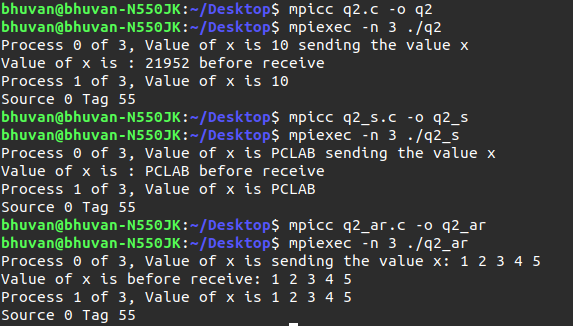 bhuvan@bhuvan-N550JK:~/Desktop$ mpicc q2.c -o q2
bhuvan@bhuvan-N550JK:~/Desktop$ mpiexec -n 3 ./q2
Process 0 of 3, Value of x is 10 sending the value x
Value of x is : 21952 before receive
Process 1 of 3, Value of x is 10
Source 0 Tag 55
bhuvan@bhuvan-N550JK:~/Desktop$ mpicc q2_s.c -o q2_s
bhuvan@bhuvan-N550JK:~/Desktop$ mpiexec -n 3 ./q2_s
Process 0 of 3, Value of x is PCLAB sending the value x
Value of x is : PCLAB before receive
Process 1 of 3, Value of x is PCLAB
Source 0 Tag 55
bhuvan@bhuvan-N550JK:~/Desktop$ mpicc q2_ar.c -o q2_ar
bhuvan@bhuvan-N550JK:~/Desktop$ mpiexec -n 3 ./q2_ar
Process 0 of 3, Value of x is sending the value x: 1 2 3 4 5
Value of x is before receive: 1 2 3 4 5
Process 1 of 3, Value of x is 1 2 3 4 5
Source 0 Tag 55